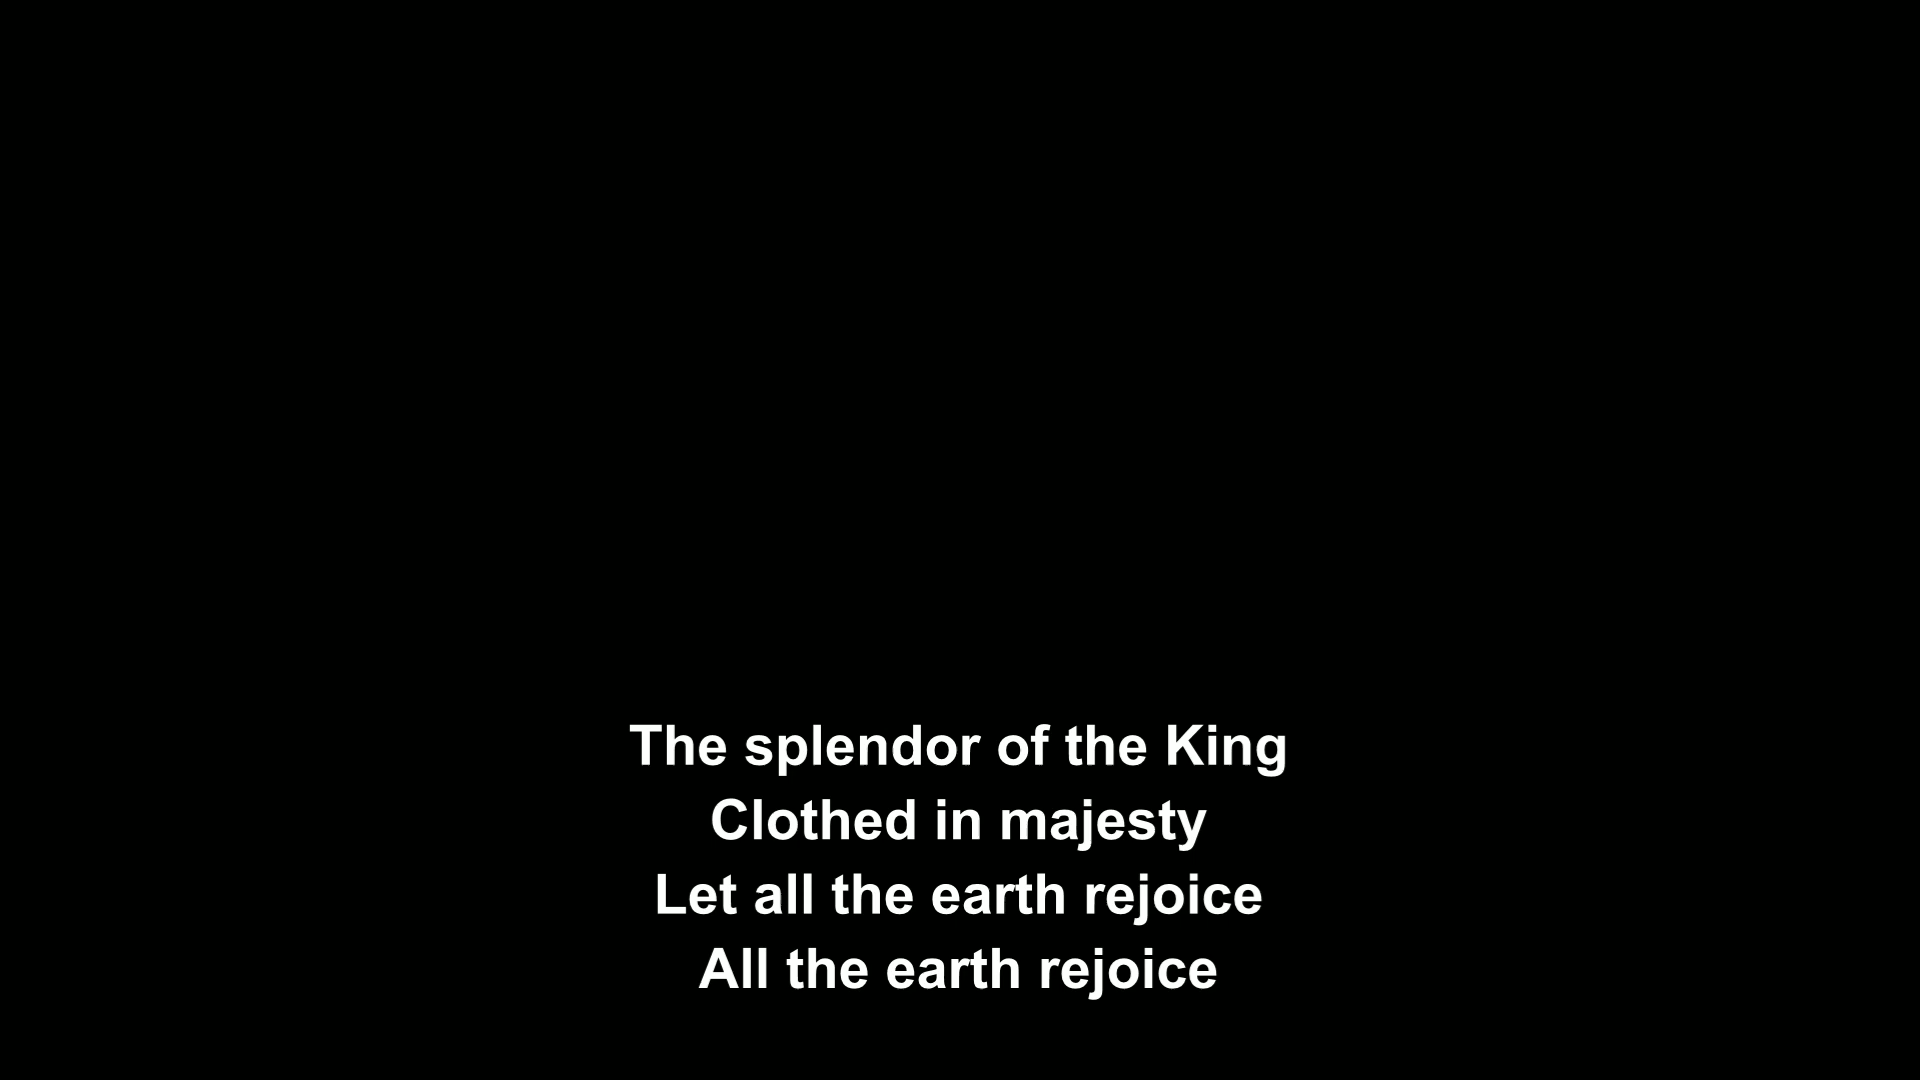 The splendor of the King
Clothed in majesty
Let all the earth rejoice
All the earth rejoice